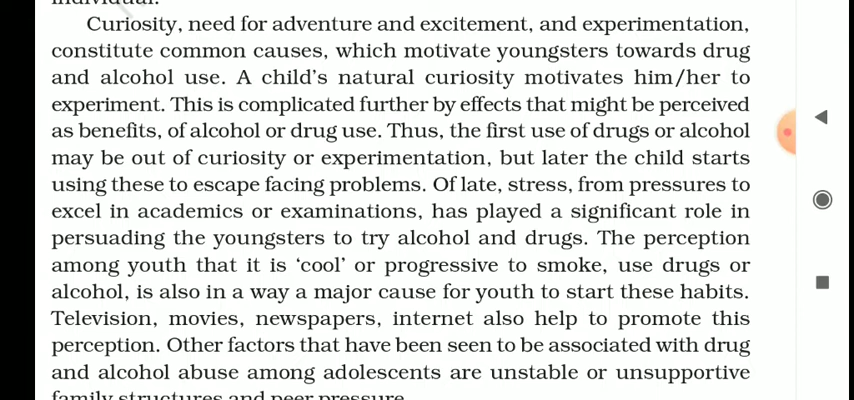 individual.
Curiosity, need for adventure and excitement, and experimentation,
constitute common causes, which motivate youngsters towards drug
and alcohol use. A child's natural curiosity motivates him/her to
experiment. This is complicated further by effects that might be perceived
as benefits, of alcohol or drug use. Thus, the first use of drugs or alcohol
may be out of curiosity or experimentation, but later the child starts
using these to escape facing problems. Of late, stress, from pressures to
excel in academics or examinations, has played a significant role in
persuading the youngsters to try alcohol and drugs. The perception
among youth that it is ‘cool’ or progressive to smoke, use drugs or
alcohol, is also in a way a major cause for youth to start these habits.
Television, movies, newspapers, internet also help to promote this
perception. Other factors that have been seen to be associated with drug
and alcohol abuse among adolescents are unstable or unsupportive
family structures and peer pressure.